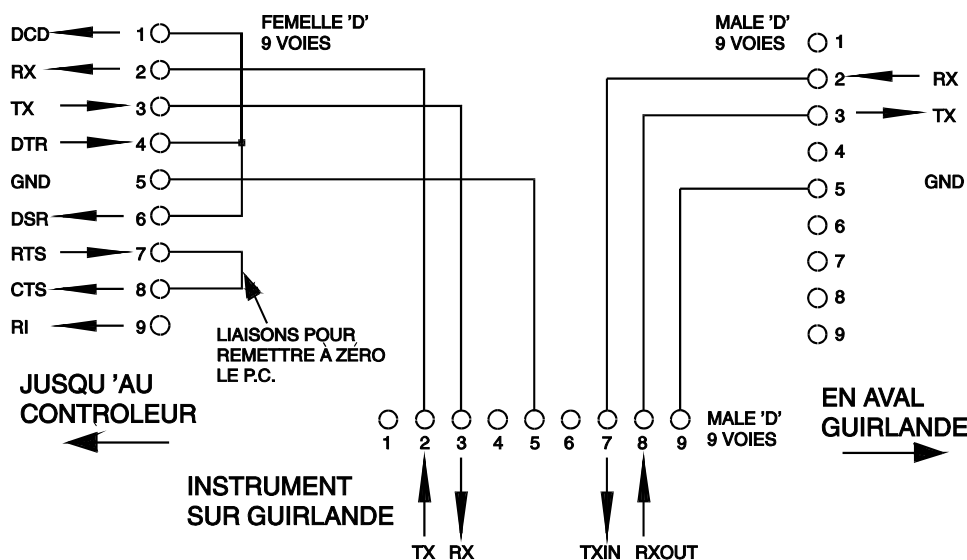 FEMELLE 'D'
9 VOIES
MALE 'D'
9 VOIES
DCD 1
RX 2
TX 3
DTR 4
GND 5
DSR 6
RTS 7
CTS 8
RI 9
1
2 RX
3 TX
4
5 GND
6
7
8
9
LIAISONS POUR
REMETTRE À ZÉRO
LE P.C.
JUSQU 'AU
CONTROLEUR
EN AVAL
GUIRLANDE
MALE 'D'
9 VOIES
1 2 3 4 5 6 7 8 9
INSTRUMENT
SUR GUIRLANDE
TX RX TXIN RXOUT